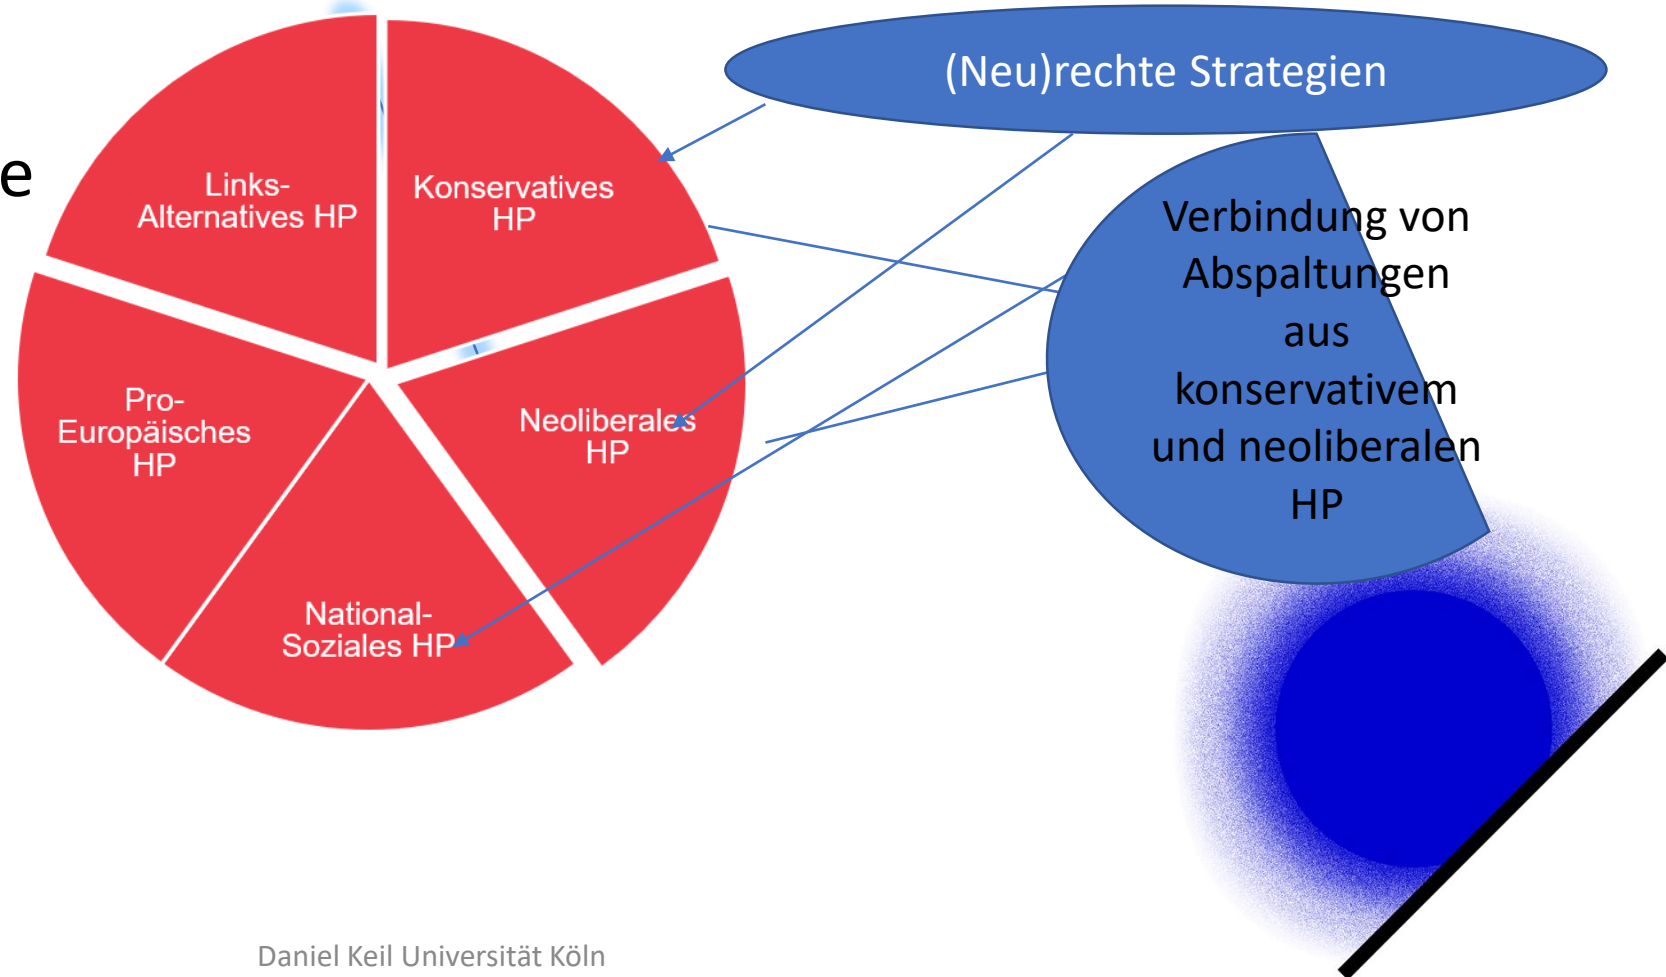 (Neu)rechte Strategien
e
Links-
Alternatives HP
Konservatives
HP
Verbindung von
Abspaltungen
aus
konservativem
und neoliberalen
HP
Pro-
Europäisches
HP
Neoliberales
HP
National-
Soziales HP
Daniel Keil Universität Köln